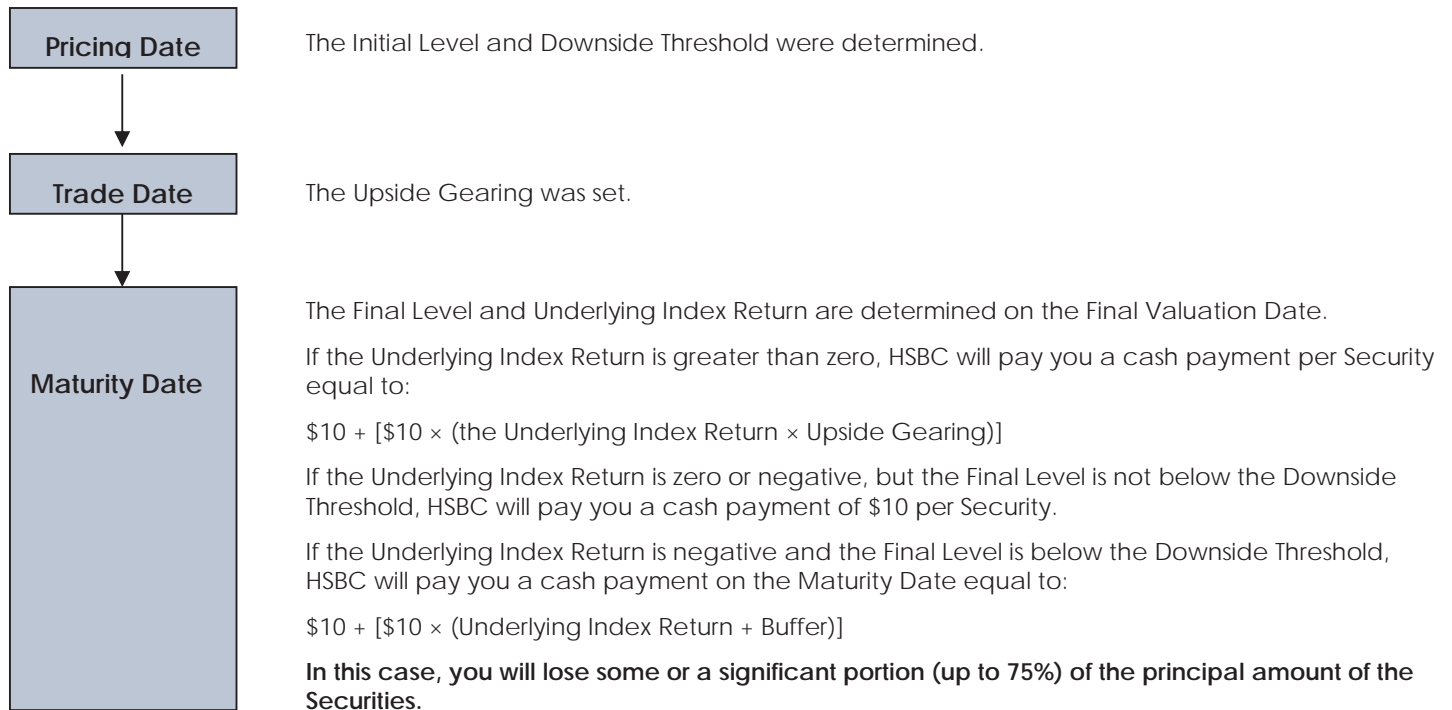 Pricing Date
The Initial Level and Downside Threshold were determined.
Trade Date
The Upside Gearing was set.
Maturity Date
The Final Level and Underlying Index Return are determined on the Final Valuation Date.
If the Underlying Index Return is greater than zero, HSBC will pay you a cash payment per Security
equal to:
$10 + [$10 × (the Underlying Index Return × Upside Gearing)]
If the Underlying Index Return is zero or negative, but the Final Level is not below the Downside
Threshold, HSBC will pay you a cash payment of $10 per Security.
If the Underlying Index Return is negative and the Final Level is below the Downside Threshold,
HSBC will pay you a cash payment on the Maturity Date equal to:
$10 + [$10 × (Underlying Index Return + Buffer)]
In this case, you will lose some or a significant portion (up to 75%) of the principal amount of the
Securities.